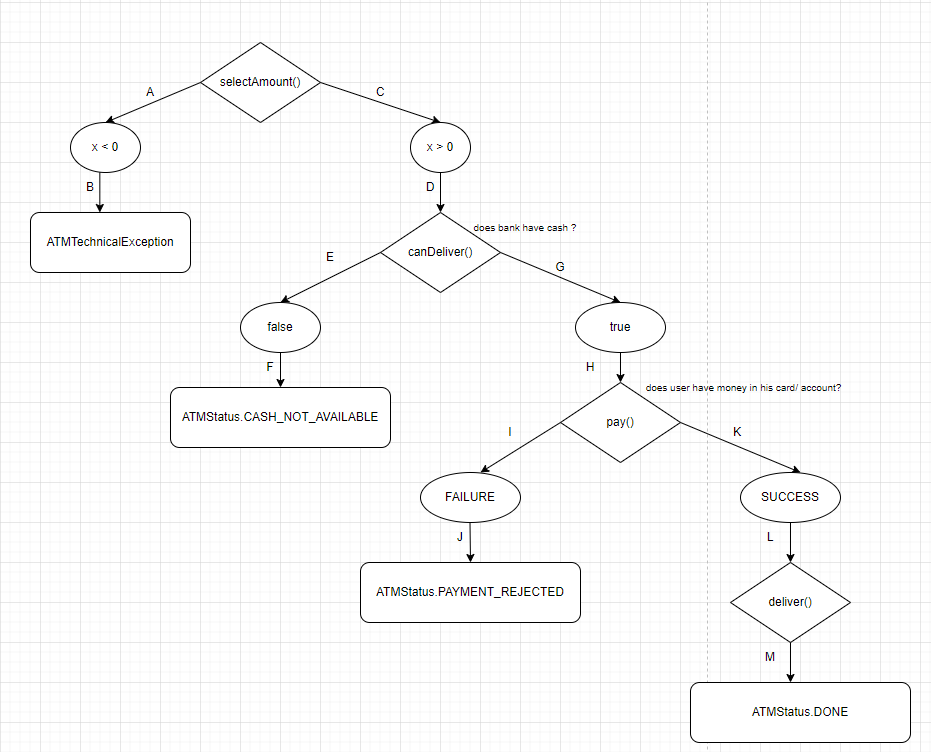 selectAmount()
A
C
x < 0
x > 0
B
D
ATMTechnicalException
does bank have cash ?
canDeliver()
E
G
false
true
F
H
ATMStatus.CASH_NOT_AVAILABLE
does user have money in his card/ account?
pay()
I
K
FAILURE
SUCCESS
J
L
ATMStatus.PAYMENT_REJECTED
deliver()
M
ATMStatus.DONE